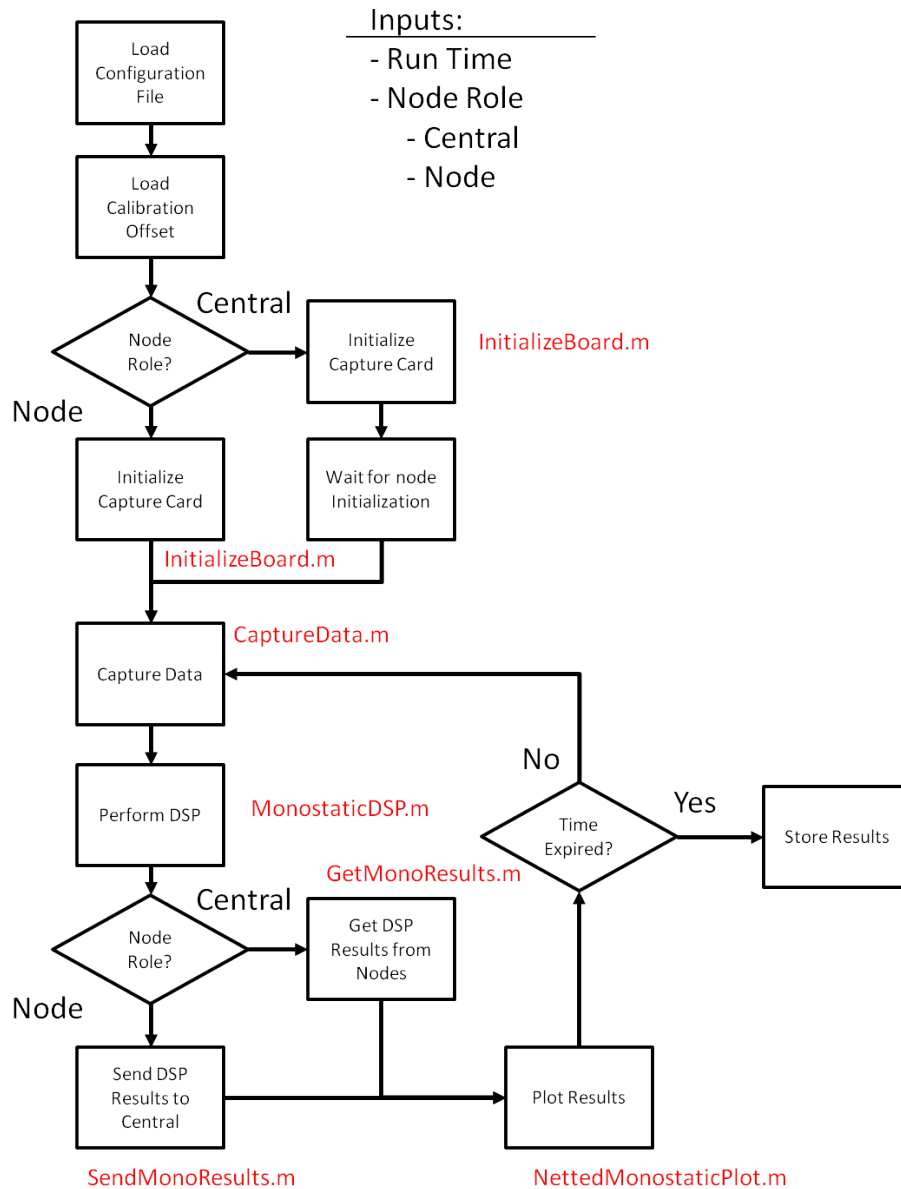 Inputs:
- Run Time
- Node Role
- Central
- Node
Load
Configuration
File
Load
Calibration
Offset
Central
Node
Role?
Initialize
Capture Card
InitializeBoard.m
Node
Initialize
Capture Card
Wait for node
Initialization
InitializeBoard.m
CaptureData.m
Capture Data
No
Yes
Perform DSP
MonostaticDSP.m
Time
Expired?
Store Results
GetMonoResults.m
Central
Node
Role?
Get DSP
Results from
Nodes
Node
Send DSP
Results to
Central
Plot Results
SendMonoResults.m
NettedMonostaticPlot.m